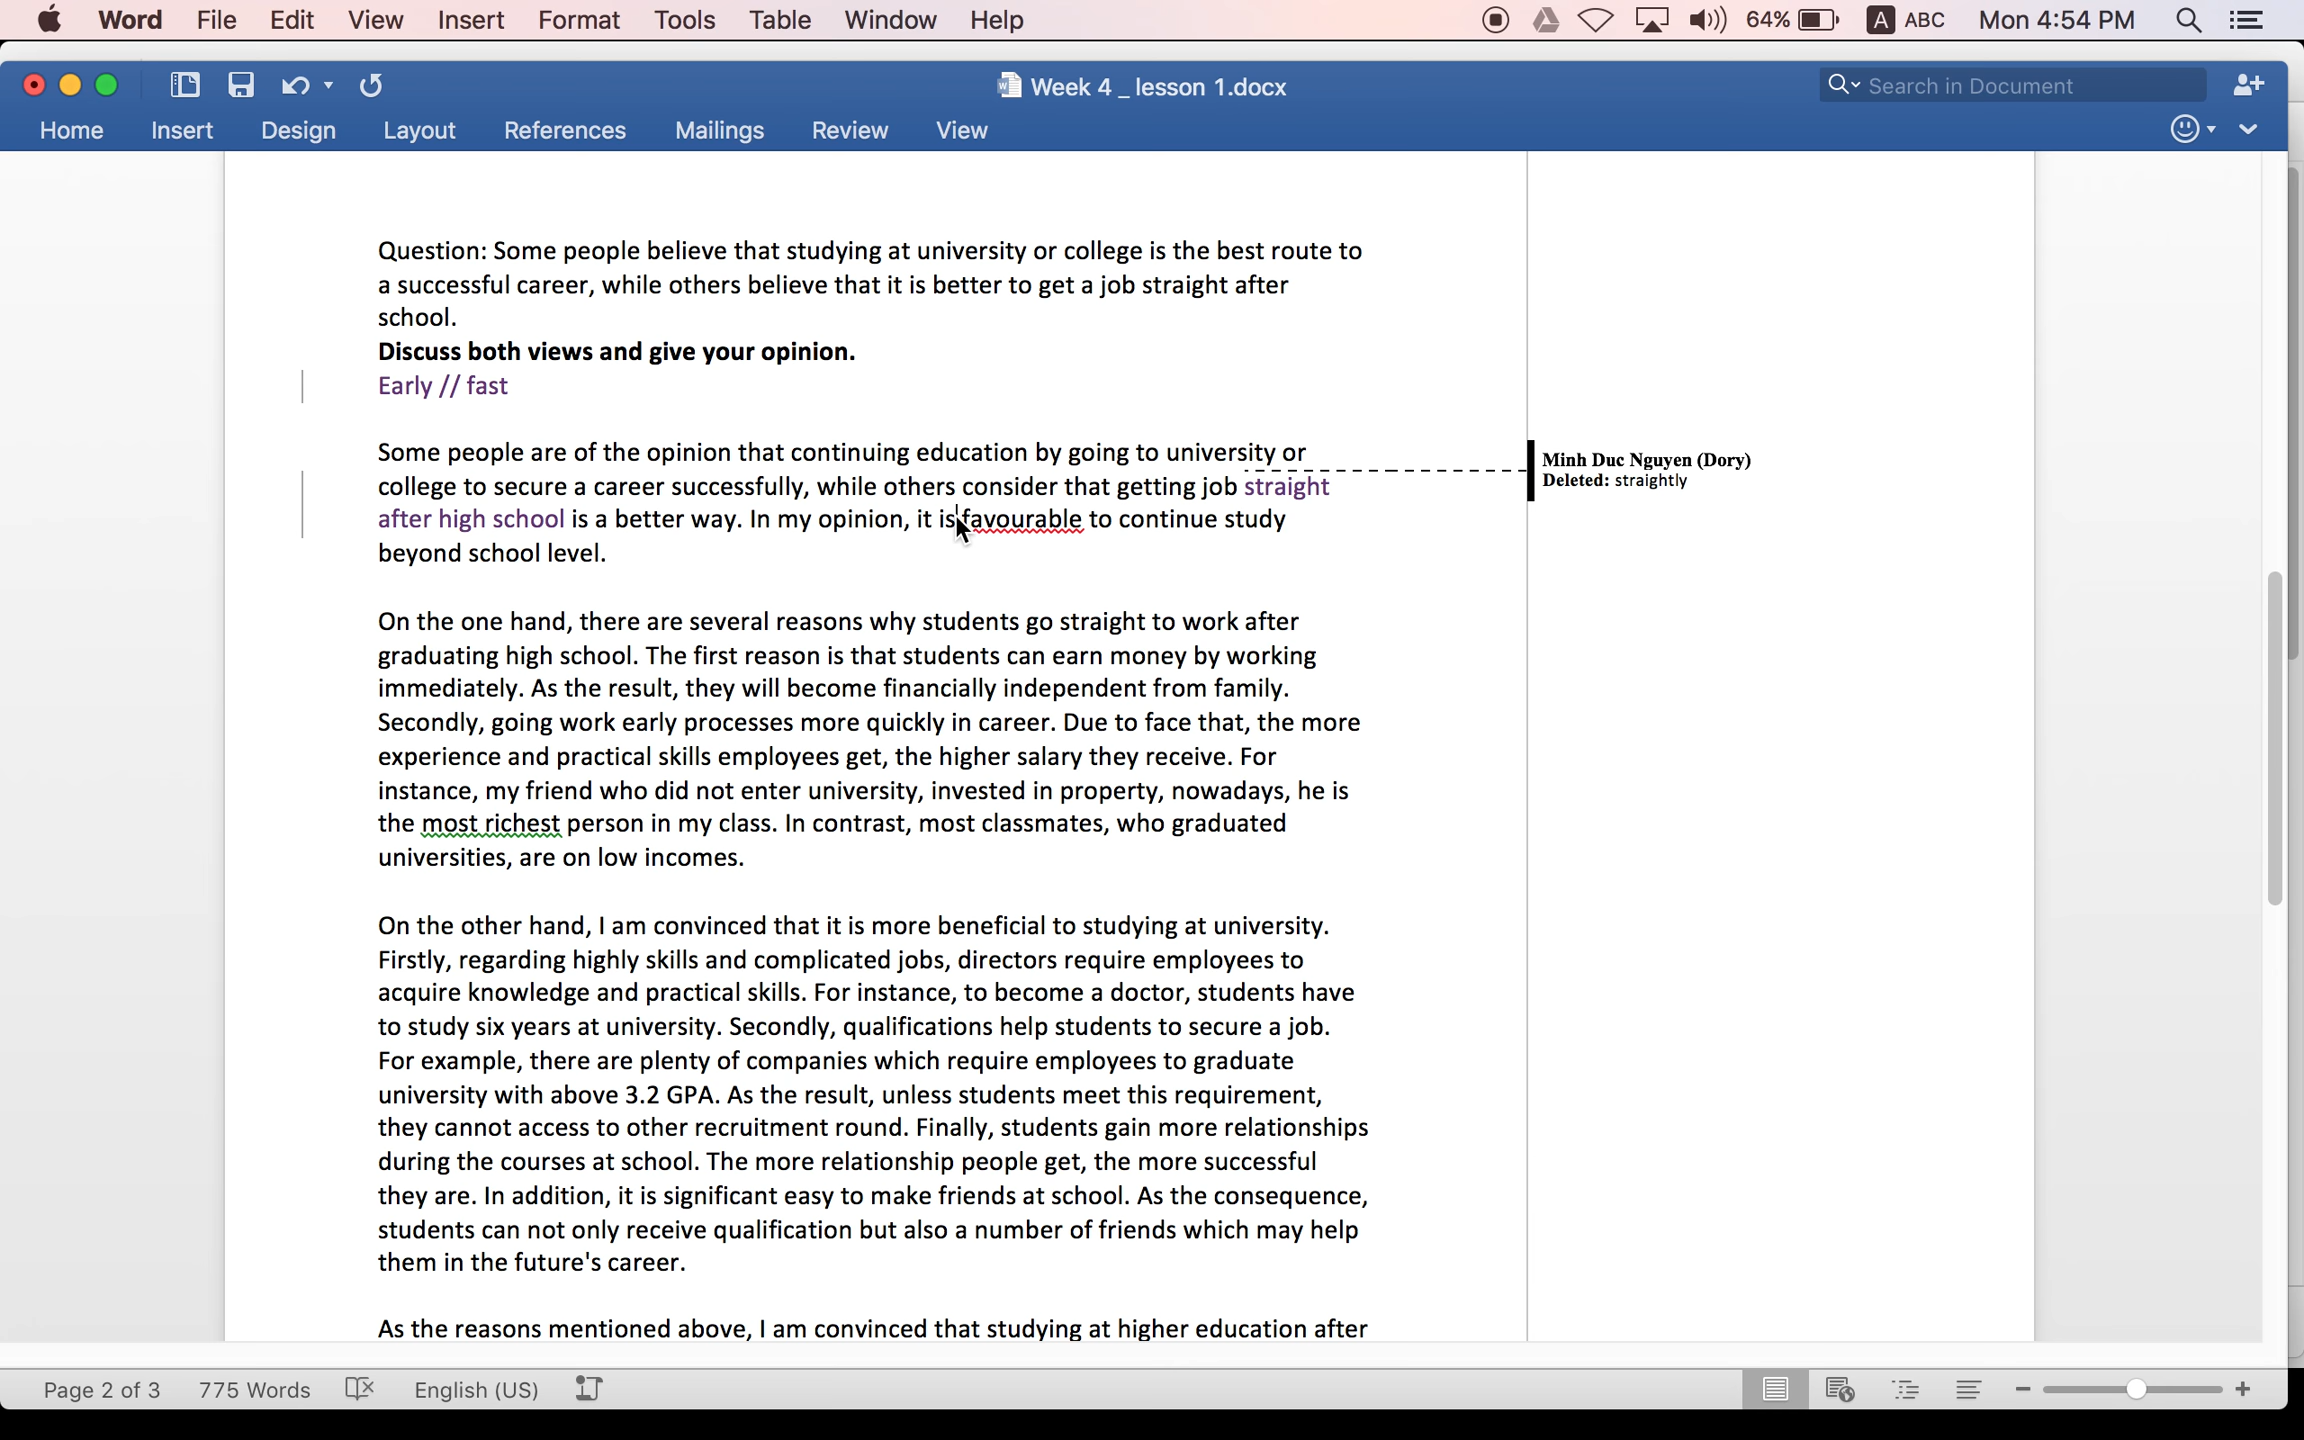 Word File Edit View Insert Format Tools Table Window Help 64% A ABC Mon 4:54 PM
Week 4 _ lesson 1.docx Search in Document
Home Insert Design Layout References Mailings Review View
Question: Some people believe that studying at university or college is the best route to
a successful career, while others believe that it is better to get a job straight after
school.
Discuss both views and give your opinion.
Early // fast
Some people are of the opinion that continuing education by going to university or
college to secure a career successfully, while others consider that getting job straight
after high school is a better way. In my opinion, it is favourable to continue study
beyond school level.
Minh Duc Nguyen (Dory)
Deleted: straightly
On the one hand, there are several reasons why students go straight to work after
graduating high school. The first reason is that students can earn money by working
immediately. As the result, they will become financially independent from family.
Secondly, going work early processes more quickly in career. Due to face that, the more
experience and practical skills employees get, the higher salary they receive. For
instance, my friend who did not enter university, invested in property, nowadays, he is
the most richest person in my class. In contrast, most classmates, who graduated
universities, are on low incomes.
On the other hand, I am convinced that it is more beneficial to studying at university.
Firstly, regarding highly skills and complicated jobs, directors require employees to
acquire knowledge and practical skills. For instance, to become a doctor, students have
to study six years at university. Secondly, qualifications help students to secure a job.
For example, there are plenty of companies which require employees to graduate
university with above 3.2 GPA. As the result, unless students meet this requirement,
they cannot access to other recruitment round. Finally, students gain more relationships
during the courses at school. The more relationship people get, the more successful
they are. In addition, it is significant easy to make friends at school. As the consequence,
students can not only receive qualification but also a number of friends which may help
them in the future's career.
As the reasons mentioned above, I am convinced that studying at higher education after
Page 2 of 3 775 Words English (US)